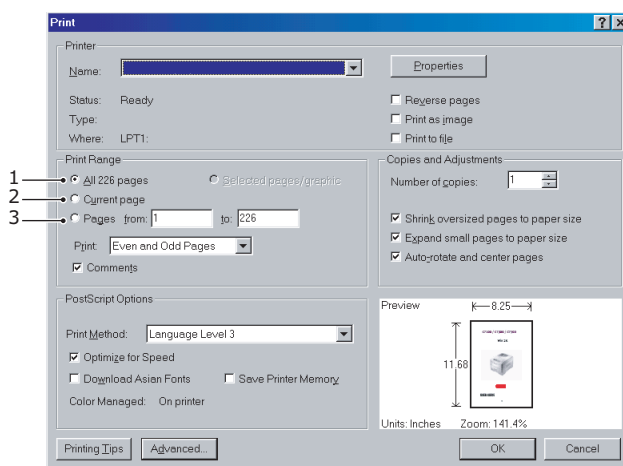 Print
Printer
Name:
Properties
Status: Ready
Type:
Where: LPT1:
Reverse pages
Print as image
Print to file
Print Range
1 All 226 pages
Selected pages/graphic
2 Current page
3 Pages from: 1 to: 226
Print: Even and Odd Pages
Comments
Copies and Adjustments
Number of copies: 1
Shrink oversized pages to paper size
Expand small pages to paper size
Auto-rotate and center pages
PostScript Options
Print Method: Language Level 3
Optimize for Speed
Download Asian Fonts
Save Printer Memory
Color Managed: On printer
Preview
8.25
11.68
Units: Inches Zoom: 141.4%
Printing Tips
Advanced...
OK
Cancel